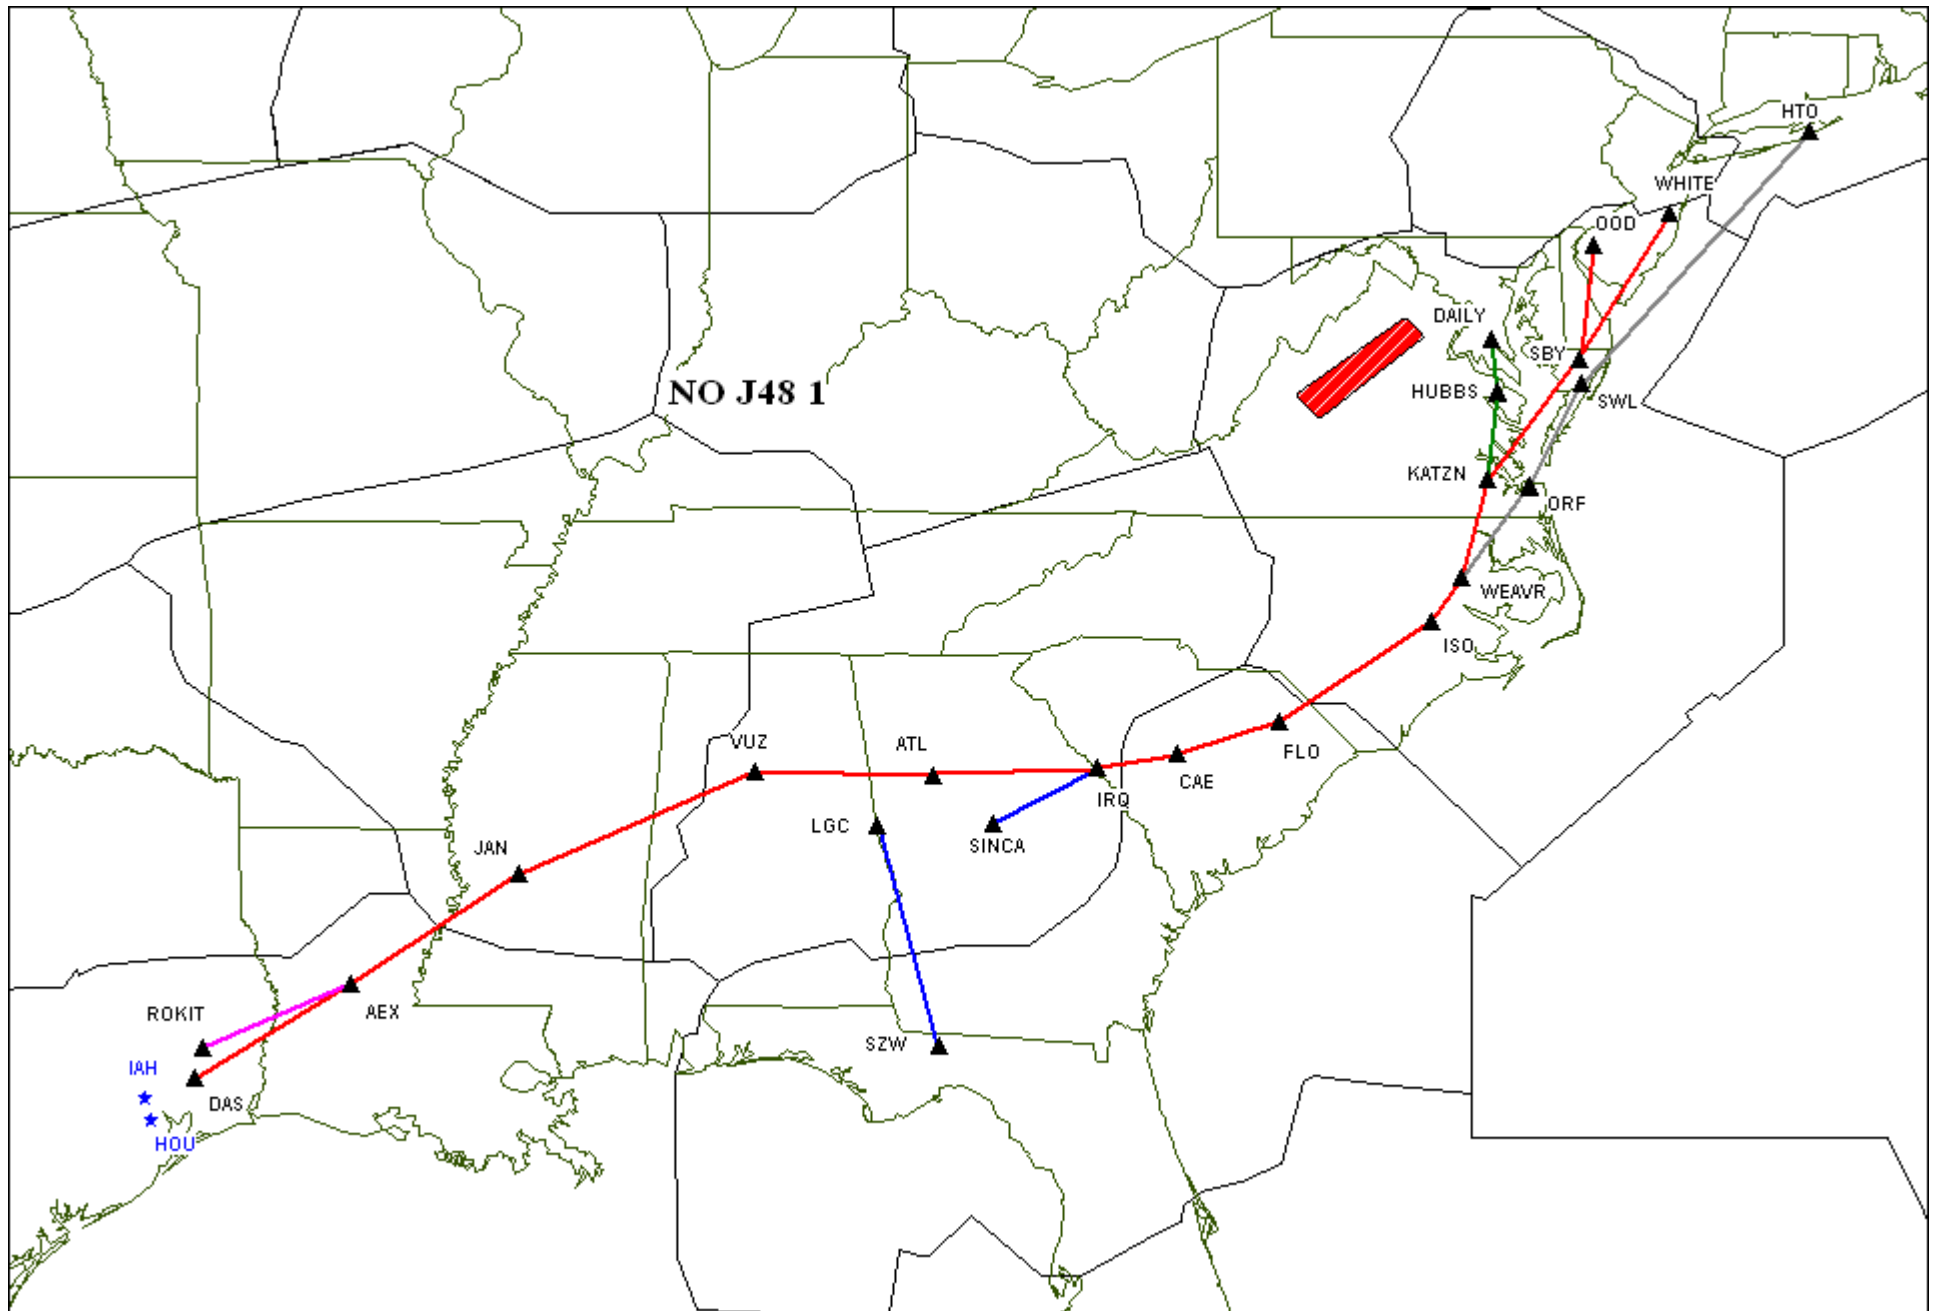 HTO
WHITE
OOD
DAILY
SBY
NO J48 1
HUBBS
SWL
KATZN
ORF
WEAVR
ISO
VUZ
ATL
FLO
CAE
IRQ
LGC
SINCA
JAN
ROKIT
AEX
SZW
IAH
DAS
HOU